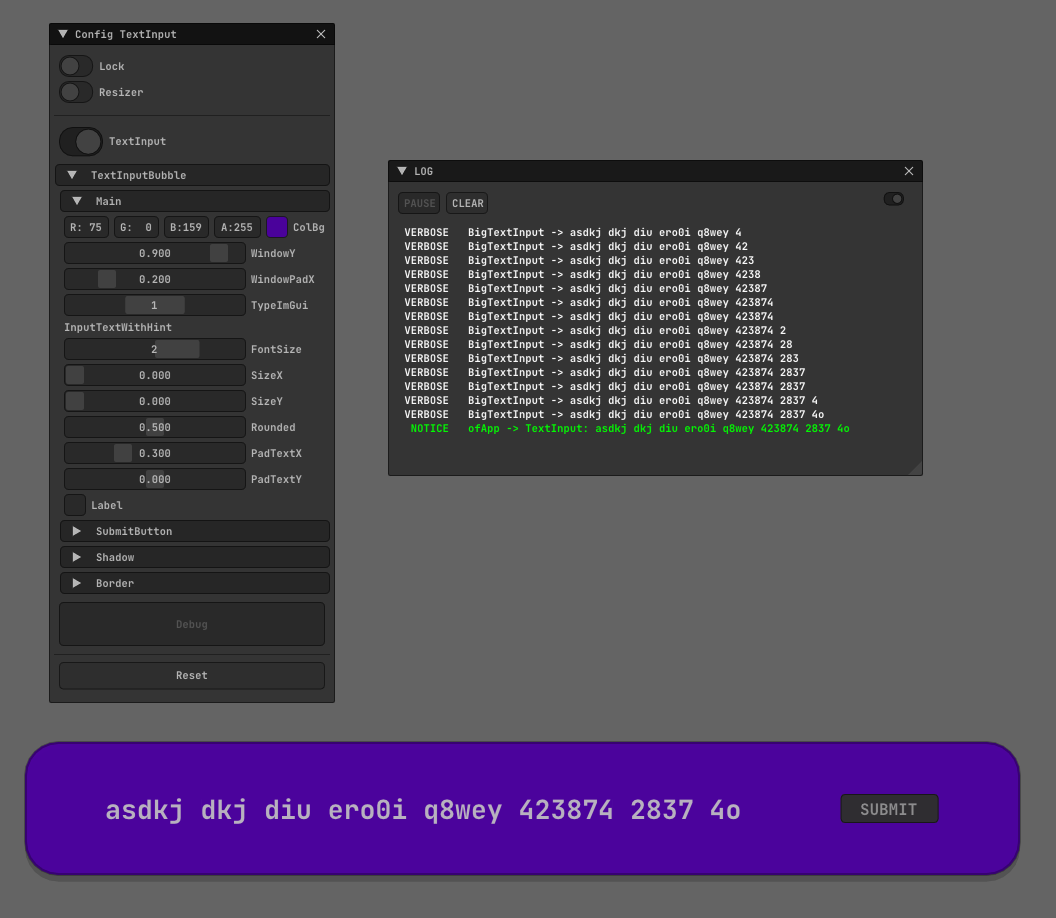 Config TextInput
Lock
Resizer
TextInput
TextInputBubble
Main
R: 75 G: 0 B:159 A:255 ColBg
0.900 WindowY
0.200 WindowPadX
1 TypeImGui
InputTextWithHint
2 FontSize
0.000 SizeX
0.000 SizeY
0.500 Rounded
0.300 PadTextX
0.000 PadTextY
Label
SubmitButton
Shadow
Border
Debug
Reset
LOG
PAUSE CLEAR
VERBOSE BigTextInput -> asdkj dkj diu ero0i q8wey 4
VERBOSE BigTextInput -> asdkj dkj diu ero0i q8wey 42
VERBOSE BigTextInput -> asdkj dkj diu ero0i q8wey 423
VERBOSE BigTextInput -> asdkj dkj diu ero0i q8wey 4238
VERBOSE BigTextInput -> asdkj dkj diu ero0i q8wey 42387
VERBOSE BigTextInput -> asdkj dkj diu ero0i q8wey 423874
VERBOSE BigTextInput -> asdkj dkj diu ero0i q8wey 423874
VERBOSE BigTextInput -> asdkj dkj diu ero0i q8wey 423874 2
VERBOSE BigTextInput -> asdkj dkj diu ero0i q8wey 423874 28
VERBOSE BigTextInput -> asdkj dkj diu ero0i q8wey 423874 283
VERBOSE BigTextInput -> asdkj dkj diu ero0i q8wey 423874 2837
VERBOSE BigTextInput -> asdkj dkj diu ero0i q8wey 423874 2837
VERBOSE BigTextInput -> asdkj dkj diu ero0i q8wey 423874 2837 4
VERBOSE BigTextInput -> asdkj dkj diu ero0i q8wey 423874 2837 4o
NOTICE ofApp -> TextInput: asdkj dkj diu ero0i q8wey 423874 2837 4o
asdkj dkj diu ero0i q8wey 423874 2837 4o
SUBMIT